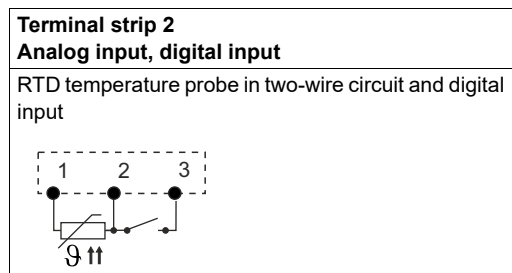 Terminal strip 2
Analog input, digital input
RTD temperature probe in two-wire circuit and digital
input
1 2 3
ϑ